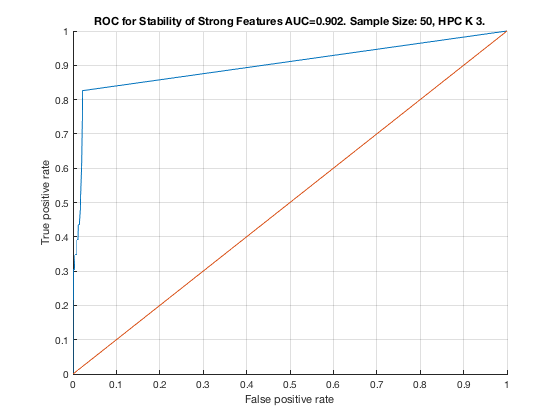 ROC for Stability of Strong Features AUC=0.902. Sample Size: 50, HPC K 3.
1
0.9
0.8
0.7
0.6
0.5
0.4
0.3
0.2
0.1
0
True positive rate
0 0.1 0.2 0.3 0.4 0.5 0.6 0.7 0.8 0.9 1
False positive rate